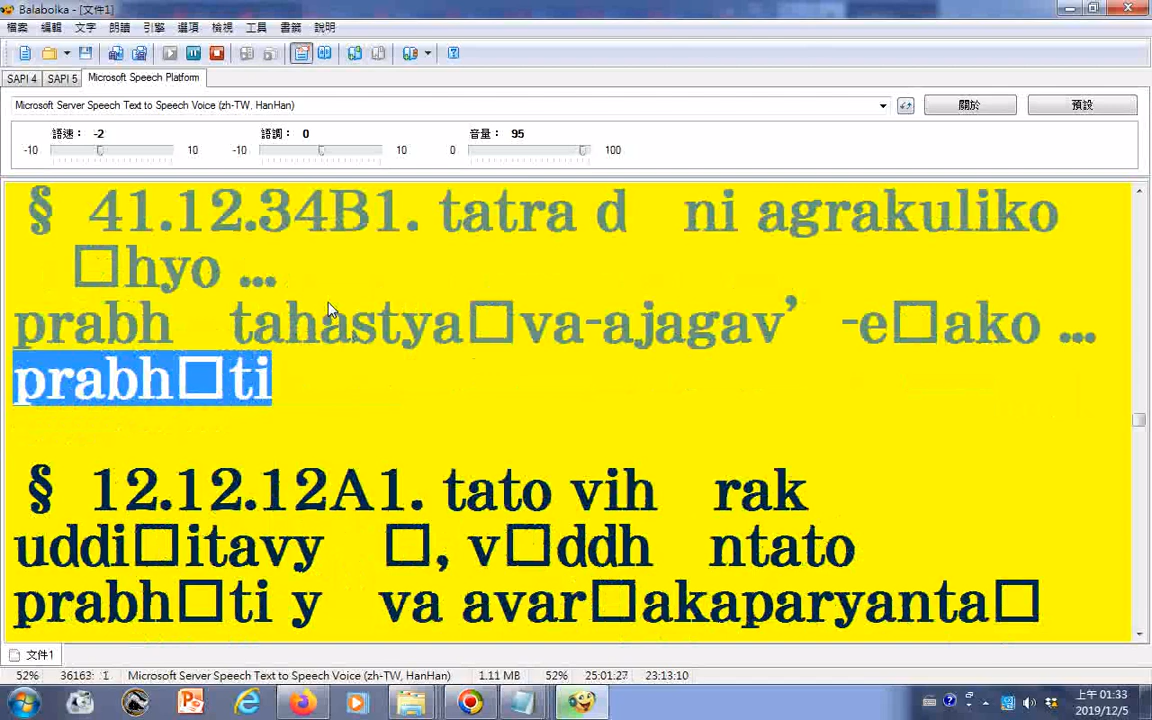 Balabolka - [文件1]
檔案 編輯 文字 朗讀 引擎 選項 檢視 工具 書籤 說明
SAPI 4 SAPI 5 Microsoft Speech Platform
Microsoft Server Speech Text to Speech Voice (zh-TW, HanHan) 關於 預設
語速： -2 語調： 0 音量： 95
-10 10 -10 10 0 100
§ 41.12.34B1. tatra d ni agrakuliko
□hyo ...
prabh tahastya□va-ajagav’ -e□ako ...
prabh□ti
§ 12.12.12A1. tato vih rak
uddi□itavy □, v□ddh ntato
prabh□ti y va avar□akaparyanta□
文件1
52% 36163: 1 Microsoft Server Speech Text to Speech Voice (zh-TW, HanHan) 1.11 MB 52% 25:01:27 23:13:10
上午 01:33
2019/12/5